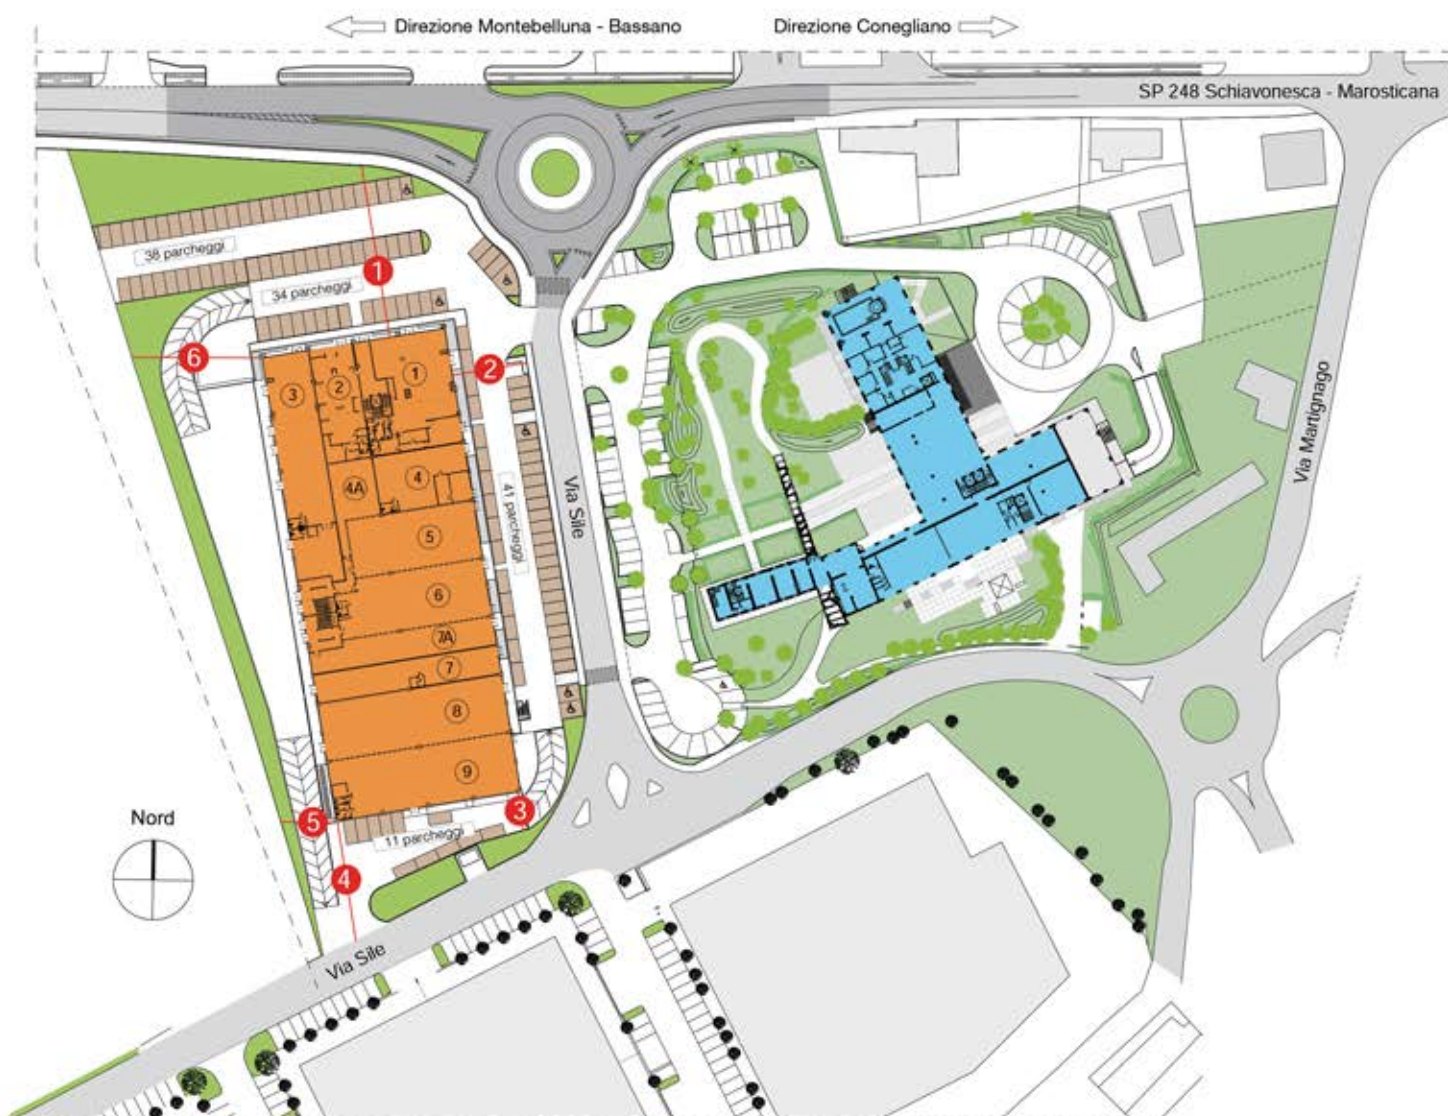 Direzione Montebelluna - Bassano
Direzione Conegliano
SP 248 Schiavonesca - Marosticana
38 parcheggi
34 parcheggi
1
6
2
1
2
3
B
4
4A
41 parcheggi
Via Sile
Via Martignago
5
6
7A
7
8
9
3
5
11 parcheggi
4
Nord
Via Sile